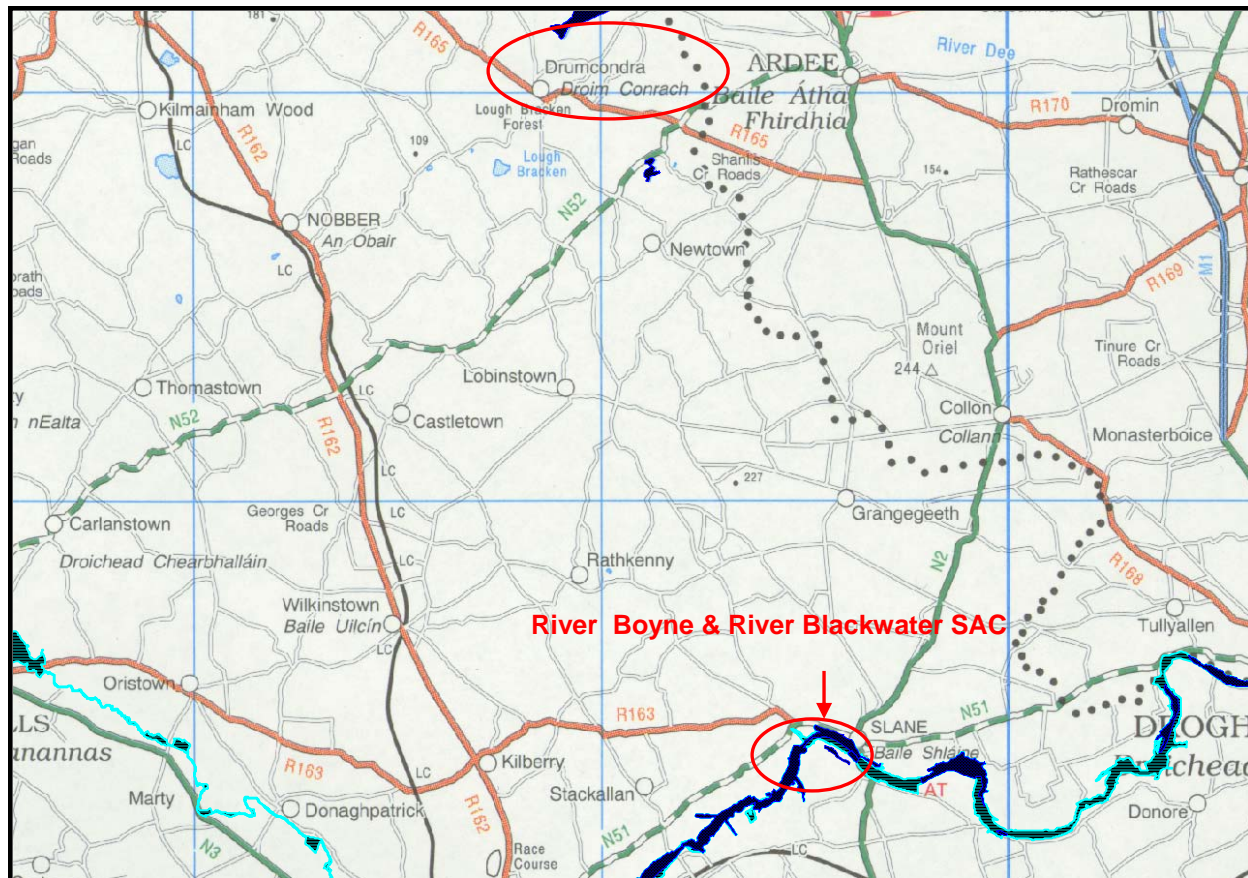 181
R165
Drumcondra
Droim Conrach
Lough Bracken
Forest
ARDEE
Baile Átha
Fhirdhia
River Dee
R170
Dromin
Kilmainham Wood
LC
R162
109
Lough
Bracken
R165
Shanlis
Cr Roads
154
Rathescar
Cr Roads
Roads
N52
NOBBER
An Obair
LC
Newtown
M1
R169
Mount
Oriel
244
Tinure Cr
Roads
Thomastown
LC
Lobinstown
N52
Castletown
R162
Collon
Collann
Monasterboice
LC
227
N2
Georges Cr
Roads
LC
Grangegeeth
Carlanstown
Droichead Chearbhalláin
LC
Rathkenny
R168
Wilkinstown
Baile Uilcín
LC
River Boyne & River Blackwater SAC
Tullyallen
Oristown
R163
SLANE
Baile Shláine
N51
R163
LC
Kilberry
Stackallan
Marty
Donaghpatrick
AT
Donore
N3
R162
Race
Course
N51
LC